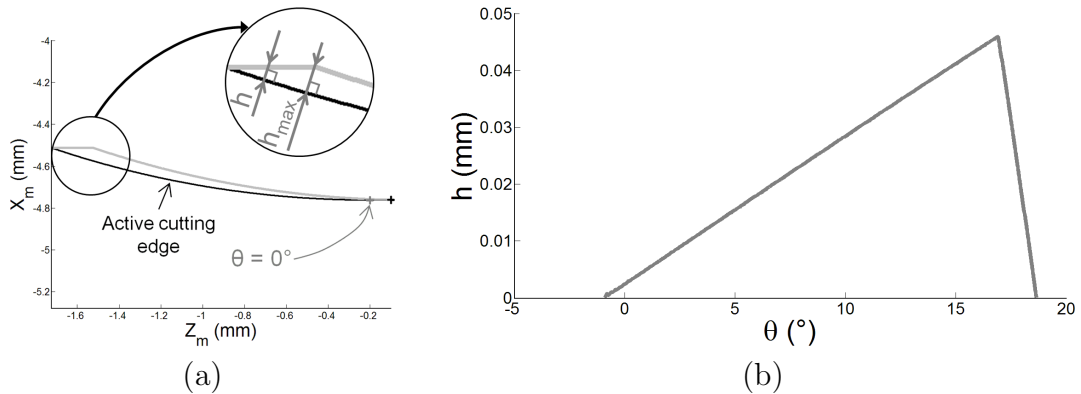 -4
-4.2
-4.4
-4.6
-4.8
-5
-5.2
X_m (mm)
-1.6 -1.4 -1.2 -1 -0.8 -0.6 -0.4 -0.2
Z_m (mm)
h
h_max
Active cutting
edge
θ = 0°
(a)
0.05
0.04
0.03
0.02
0.01
0
h (mm)
-5 0 5 10 15 20
θ (°)
(b)